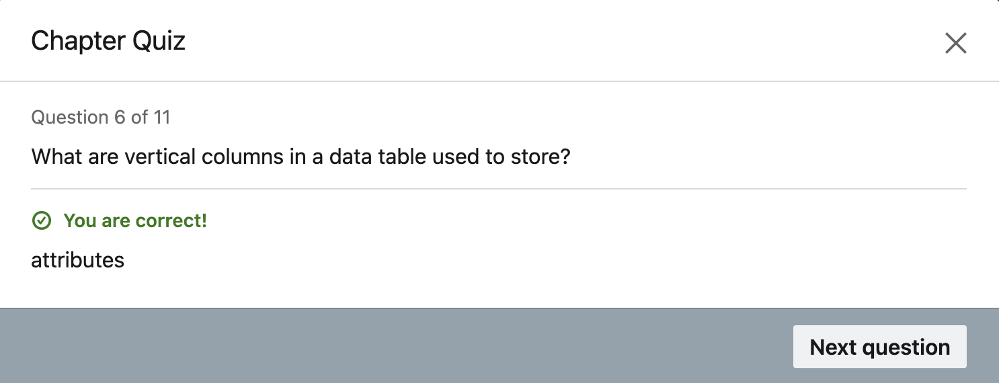 Chapter Quiz
Question 6 of 11
What are vertical columns in a data table used to store?
You are correct!
attributes
Next question